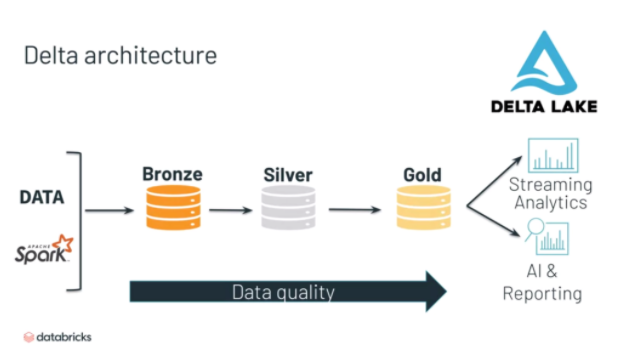 Delta architecture
DELTA LAKE
DATA
APACHE
Spark
Bronze
Silver
Gold
Streaming
Analytics
AI &
Reporting
Data quality
databricks